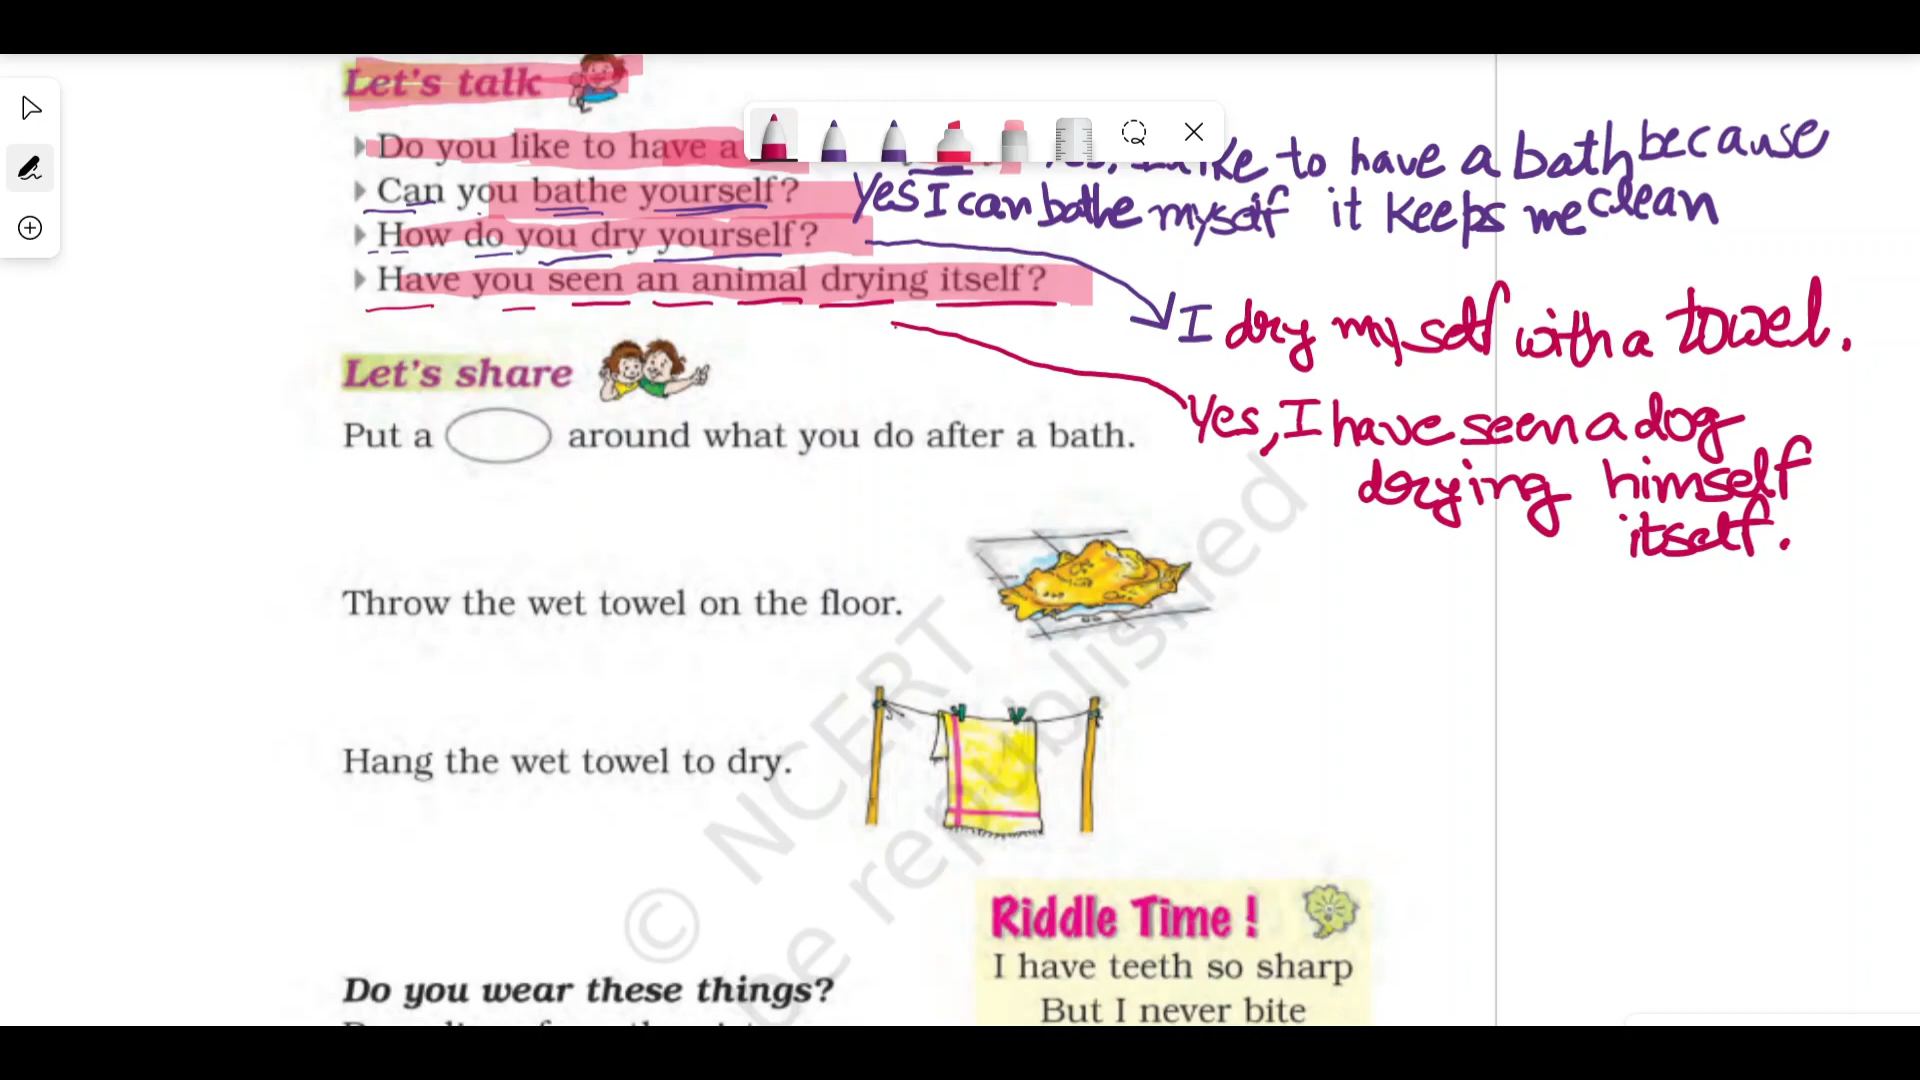 Let's talk
Do you like to have a
to have a bath because
Can you bathe yourself?
Yes I can bathe myself it keeps me clean
How do you dry yourself?
Have you seen an animal drying itself?
I dry myself with a towel.
Let's share
Yes, I have seen a dog
Put a around what you do after a bath.
drying himself
itself.
Throw the wet towel on the floor.
Hang the wet towel to dry.
© NCERT
be republished
Riddle Time !
I have teeth so sharp
Do you wear these things?
But I never bite